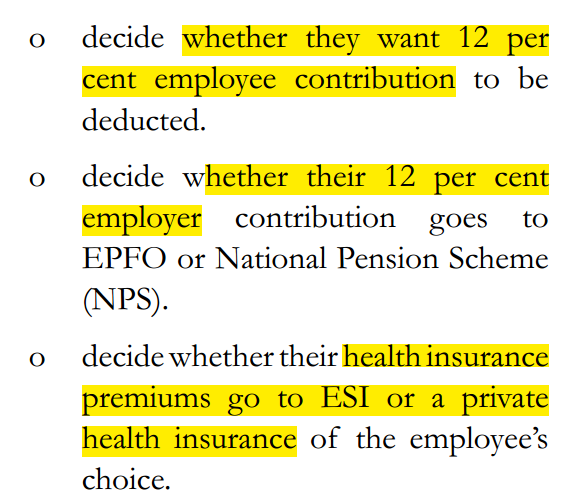 o decide whether they want 12 per
cent employee contribution to be
deducted.
o decide whether their 12 per cent
employer contribution goes to
EPFO or National Pension Scheme
(NPS).
o decide whether their health insurance
premiums go to ESI or a private
health insurance of the employee’s
choice.